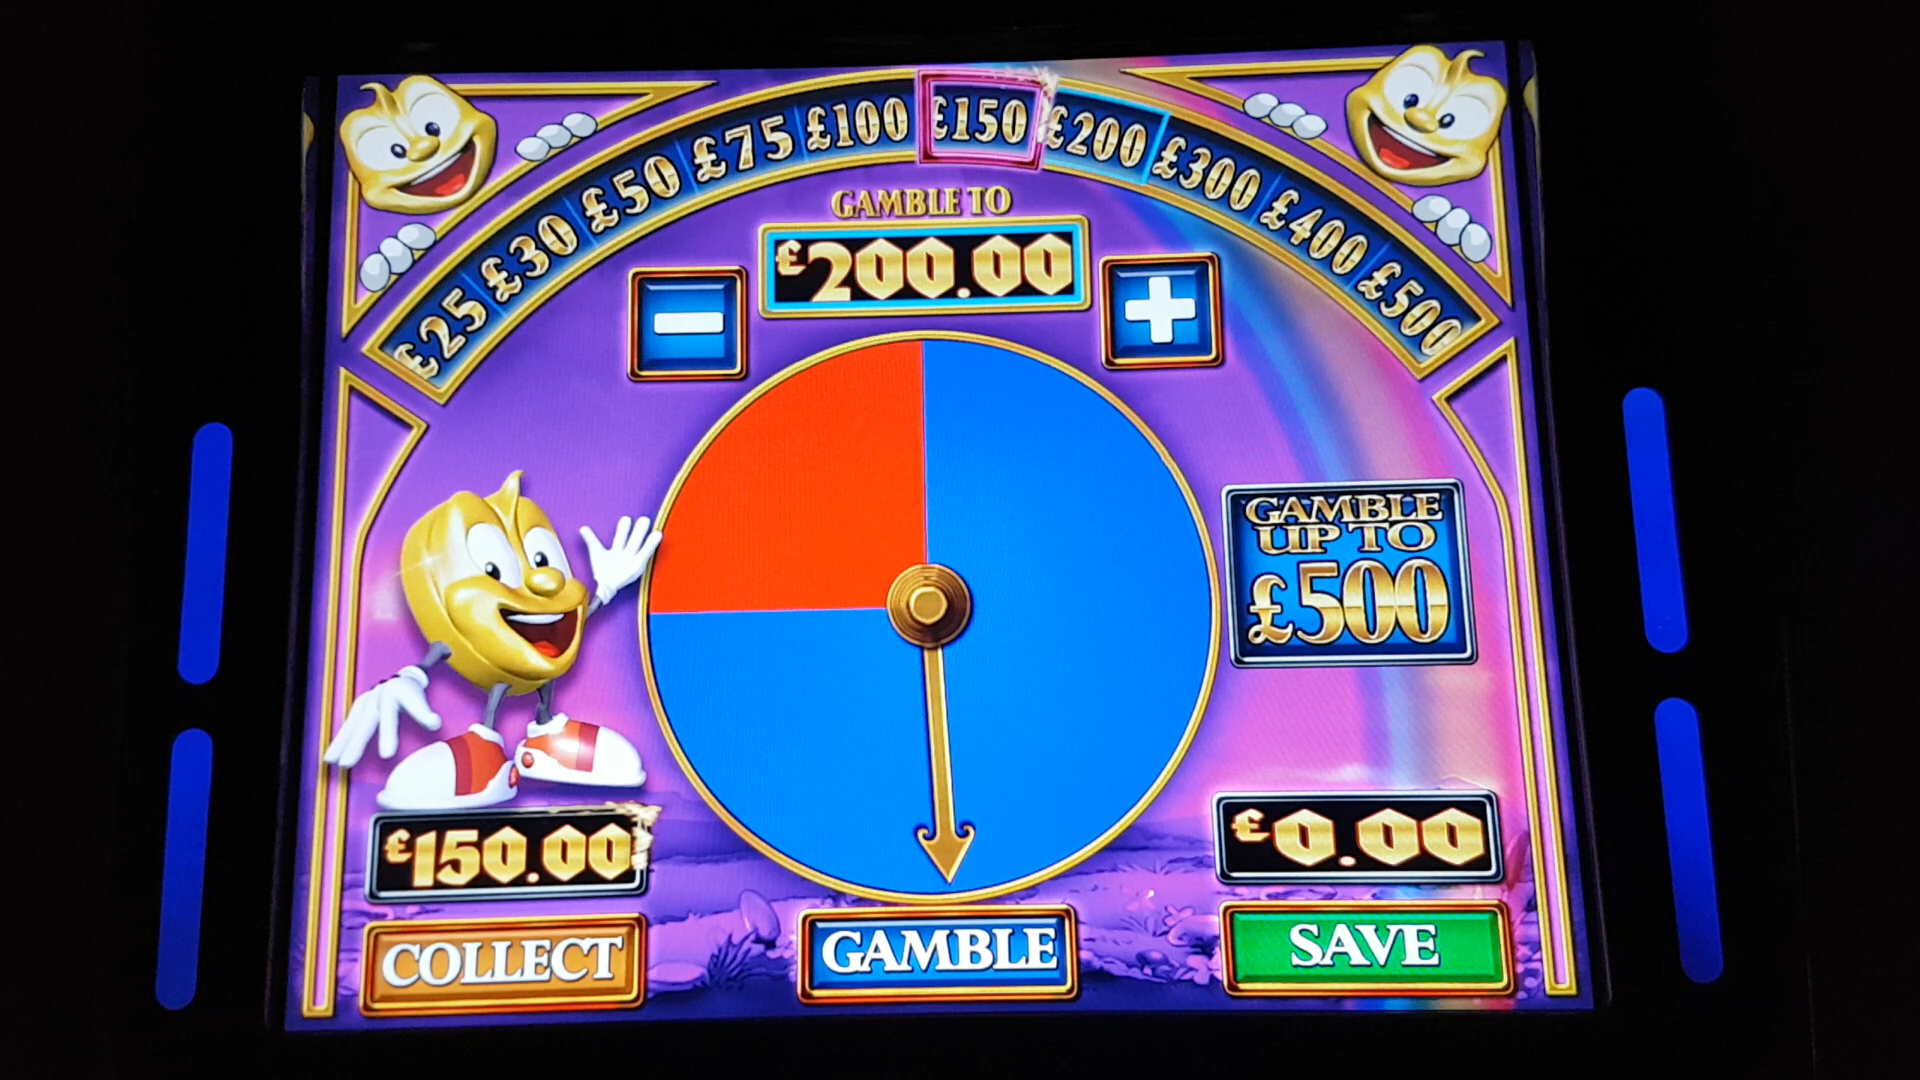 £25 £30 £50 £75 £100 £150 £200 £300 £400 £500
GAMBLE TO
£200.00
GAMBLE
UP TO
£500
£150.00
£0.00
COLLECT
GAMBLE
SAVE